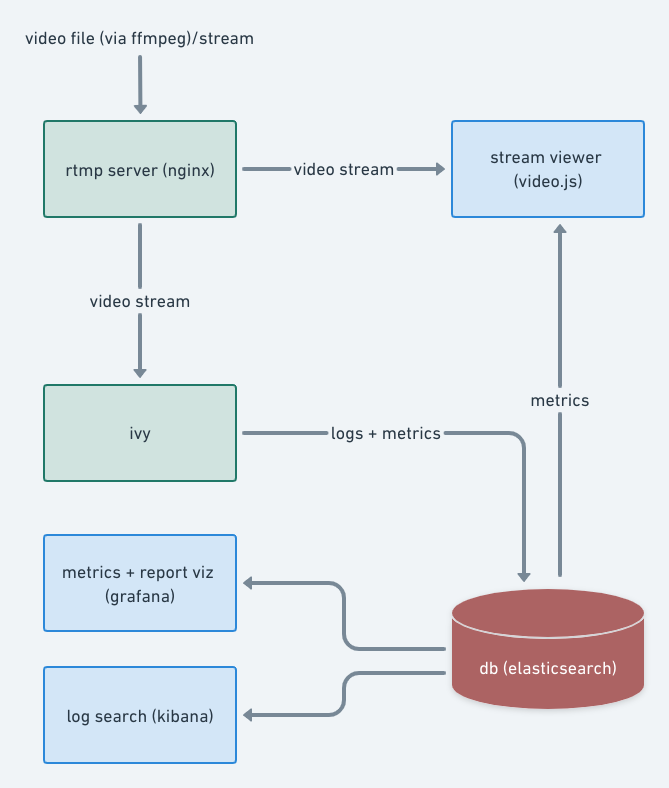 video file (via ffmpeg)/stream
rtmp server (nginx)
video stream
stream viewer
(video.js)
video stream
metrics
ivy
logs + metrics
metrics + report viz
(grafana)
db (elasticsearch)
log search (kibana)